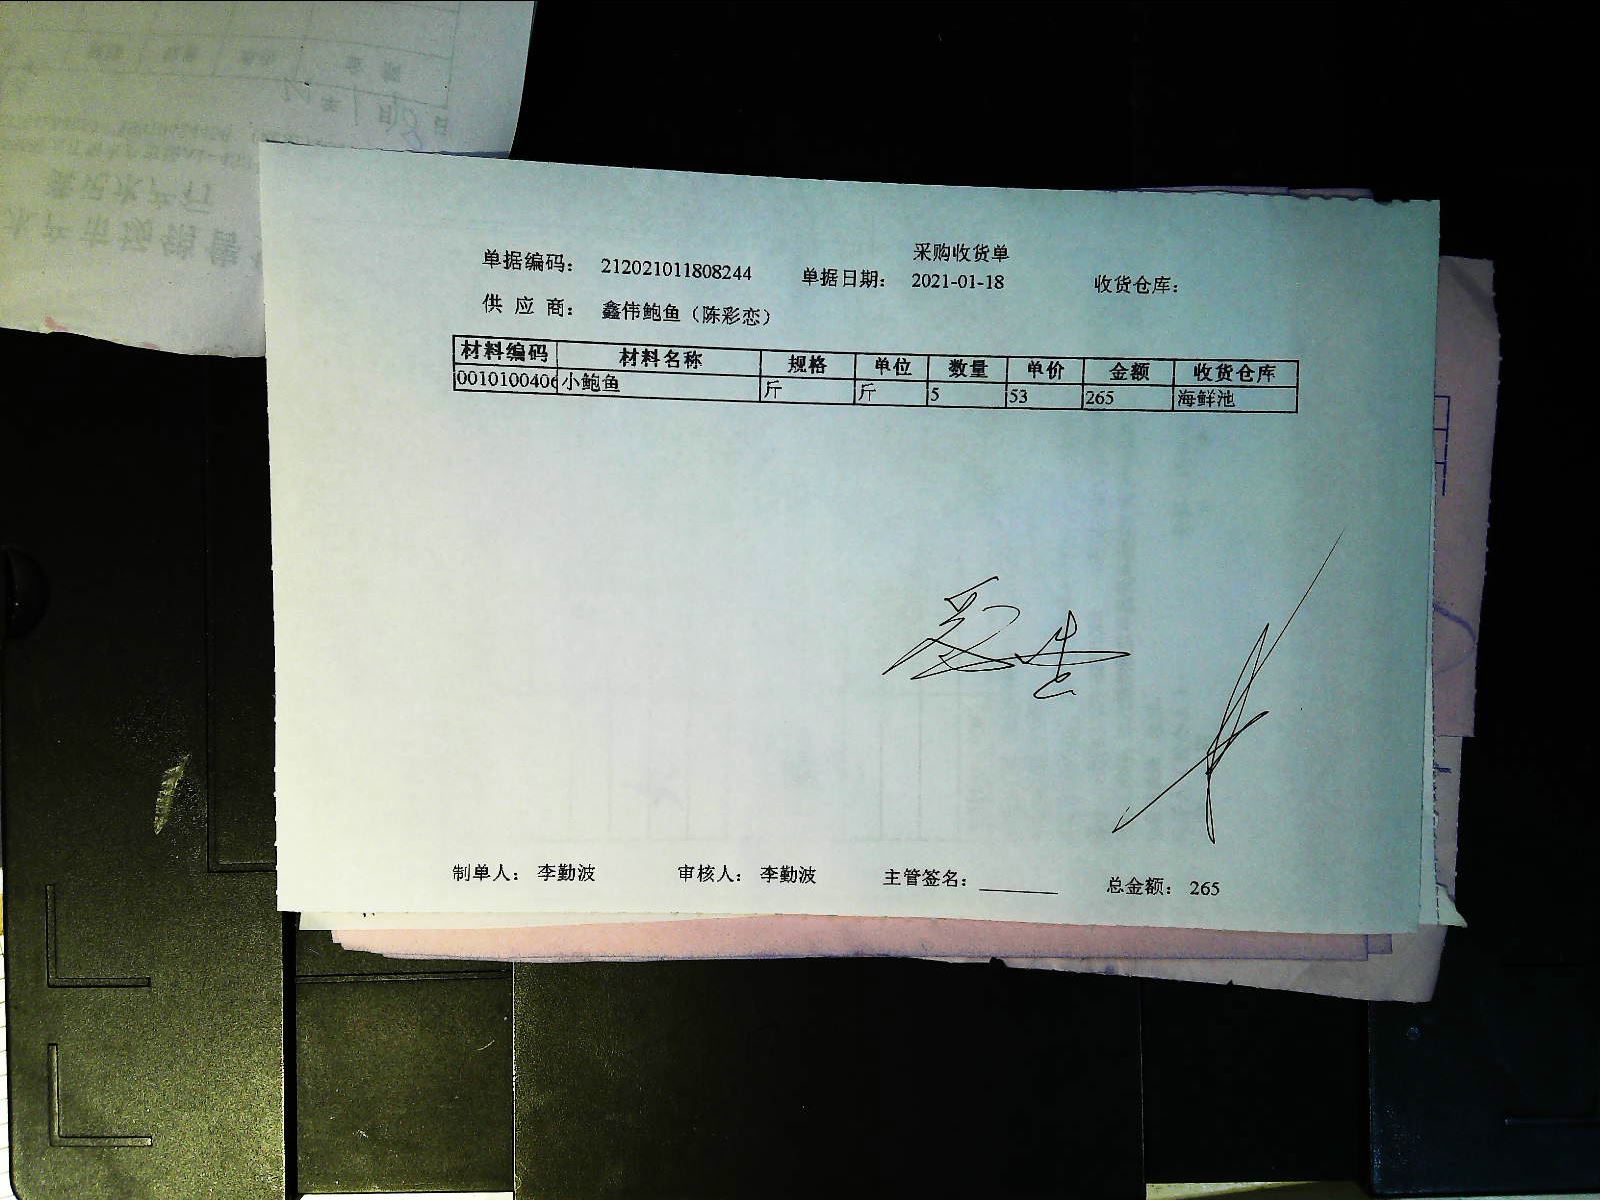 采购收货单
单据编码： 212021011808244 单据日期： 2021-01-18 收货仓库：
供 应 商： 鑫伟鲍鱼（陈彩恋）
材料编码 材料名称 规格 单位 数量 单价 金额 收货仓库
0010100406 小鲍鱼 斤 斤 5 53 265 海鲜池
制单人： 李勤波 审核人： 李勤波 主管签名：______ 总金额： 265